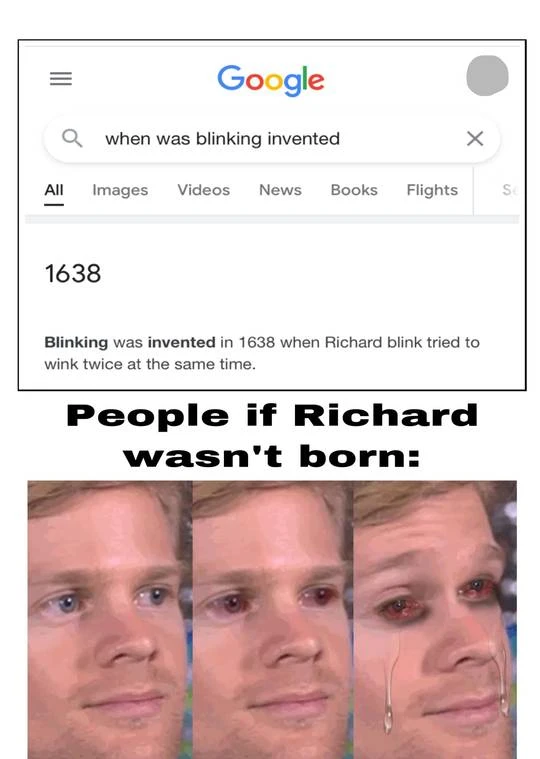 Google
when was blinking invented
All Images Videos News Books Flights
1638
Blinking was invented in 1638 when Richard blink tried to
wink twice at the same time.
People if Richard
wasn't born: